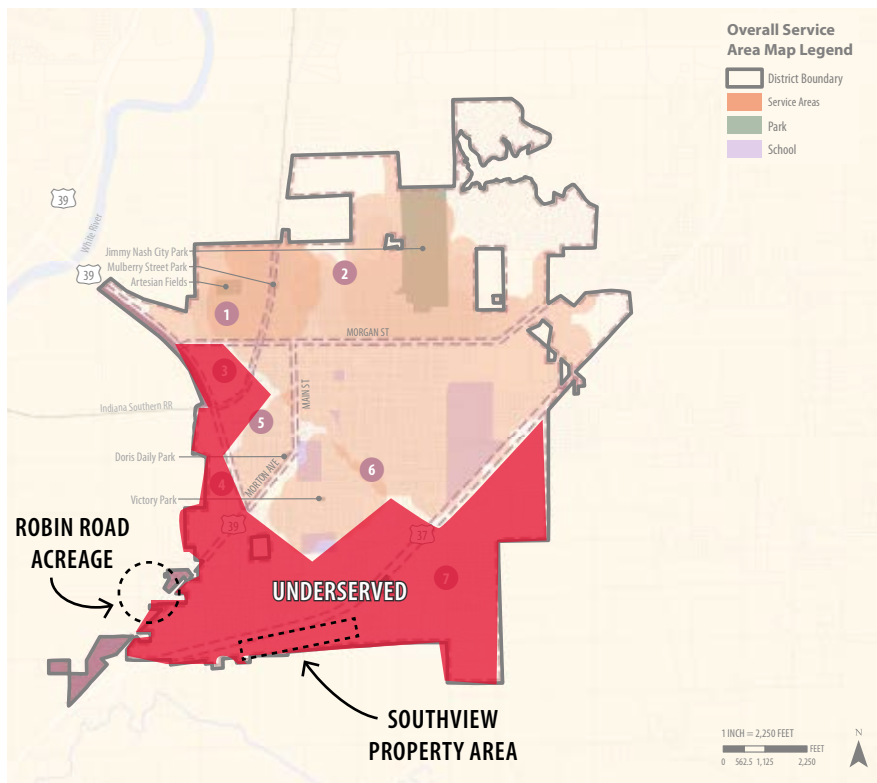 Overall Service
Area Map Legend
District Boundary
Service Areas
Park
School
39
White River
39
Jimmy Nash City Park
Mulberry Street Park
Artesian Fields
2
1
MORGAN ST
3
MAIN ST
Indiana Southern RR
5
Doris Daily Park
6
MORTON AVE
4
Victory Park
39
37
ROBIN ROAD
ACREAGE
7
UNDERSERVED
SOUTHVIEW
PROPERTY AREA
1 INCH = 2,250 FEET
N
FEET
0 562.5 1,125 2,250